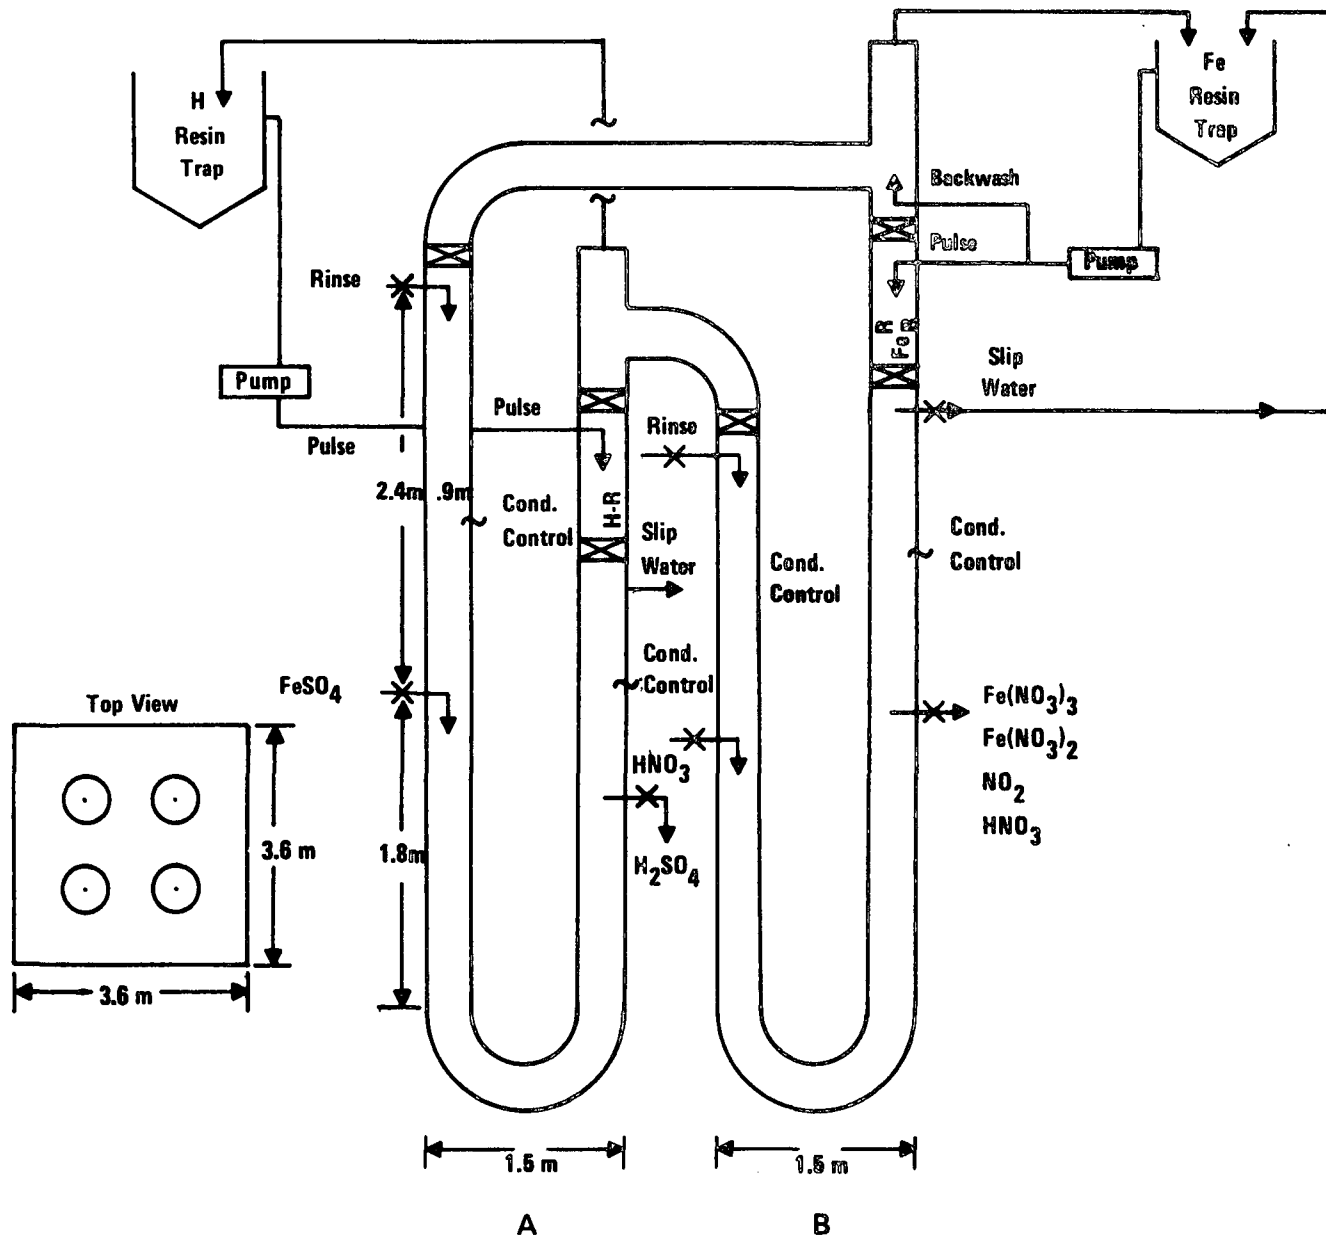 H
Resin
Trap
Fe
Resin
Trap
Backwash
Pulse
Pump
Rinse
Fe R
R
Slip
Water
Pump
Pulse
Pulse
Rinse
2.4m
.9m
Cond.
Control
H-R
Slip
Water
Cond.
Control
Cond.
Control
Cond.
Control
FeSO4
Top View
HNO3
Fe(NO3)3
Fe(NO3)2
NO2
HNO3
3.6 m
1.8m
H2SO4
3.6 m
1.5 m
1.5 m
A
B